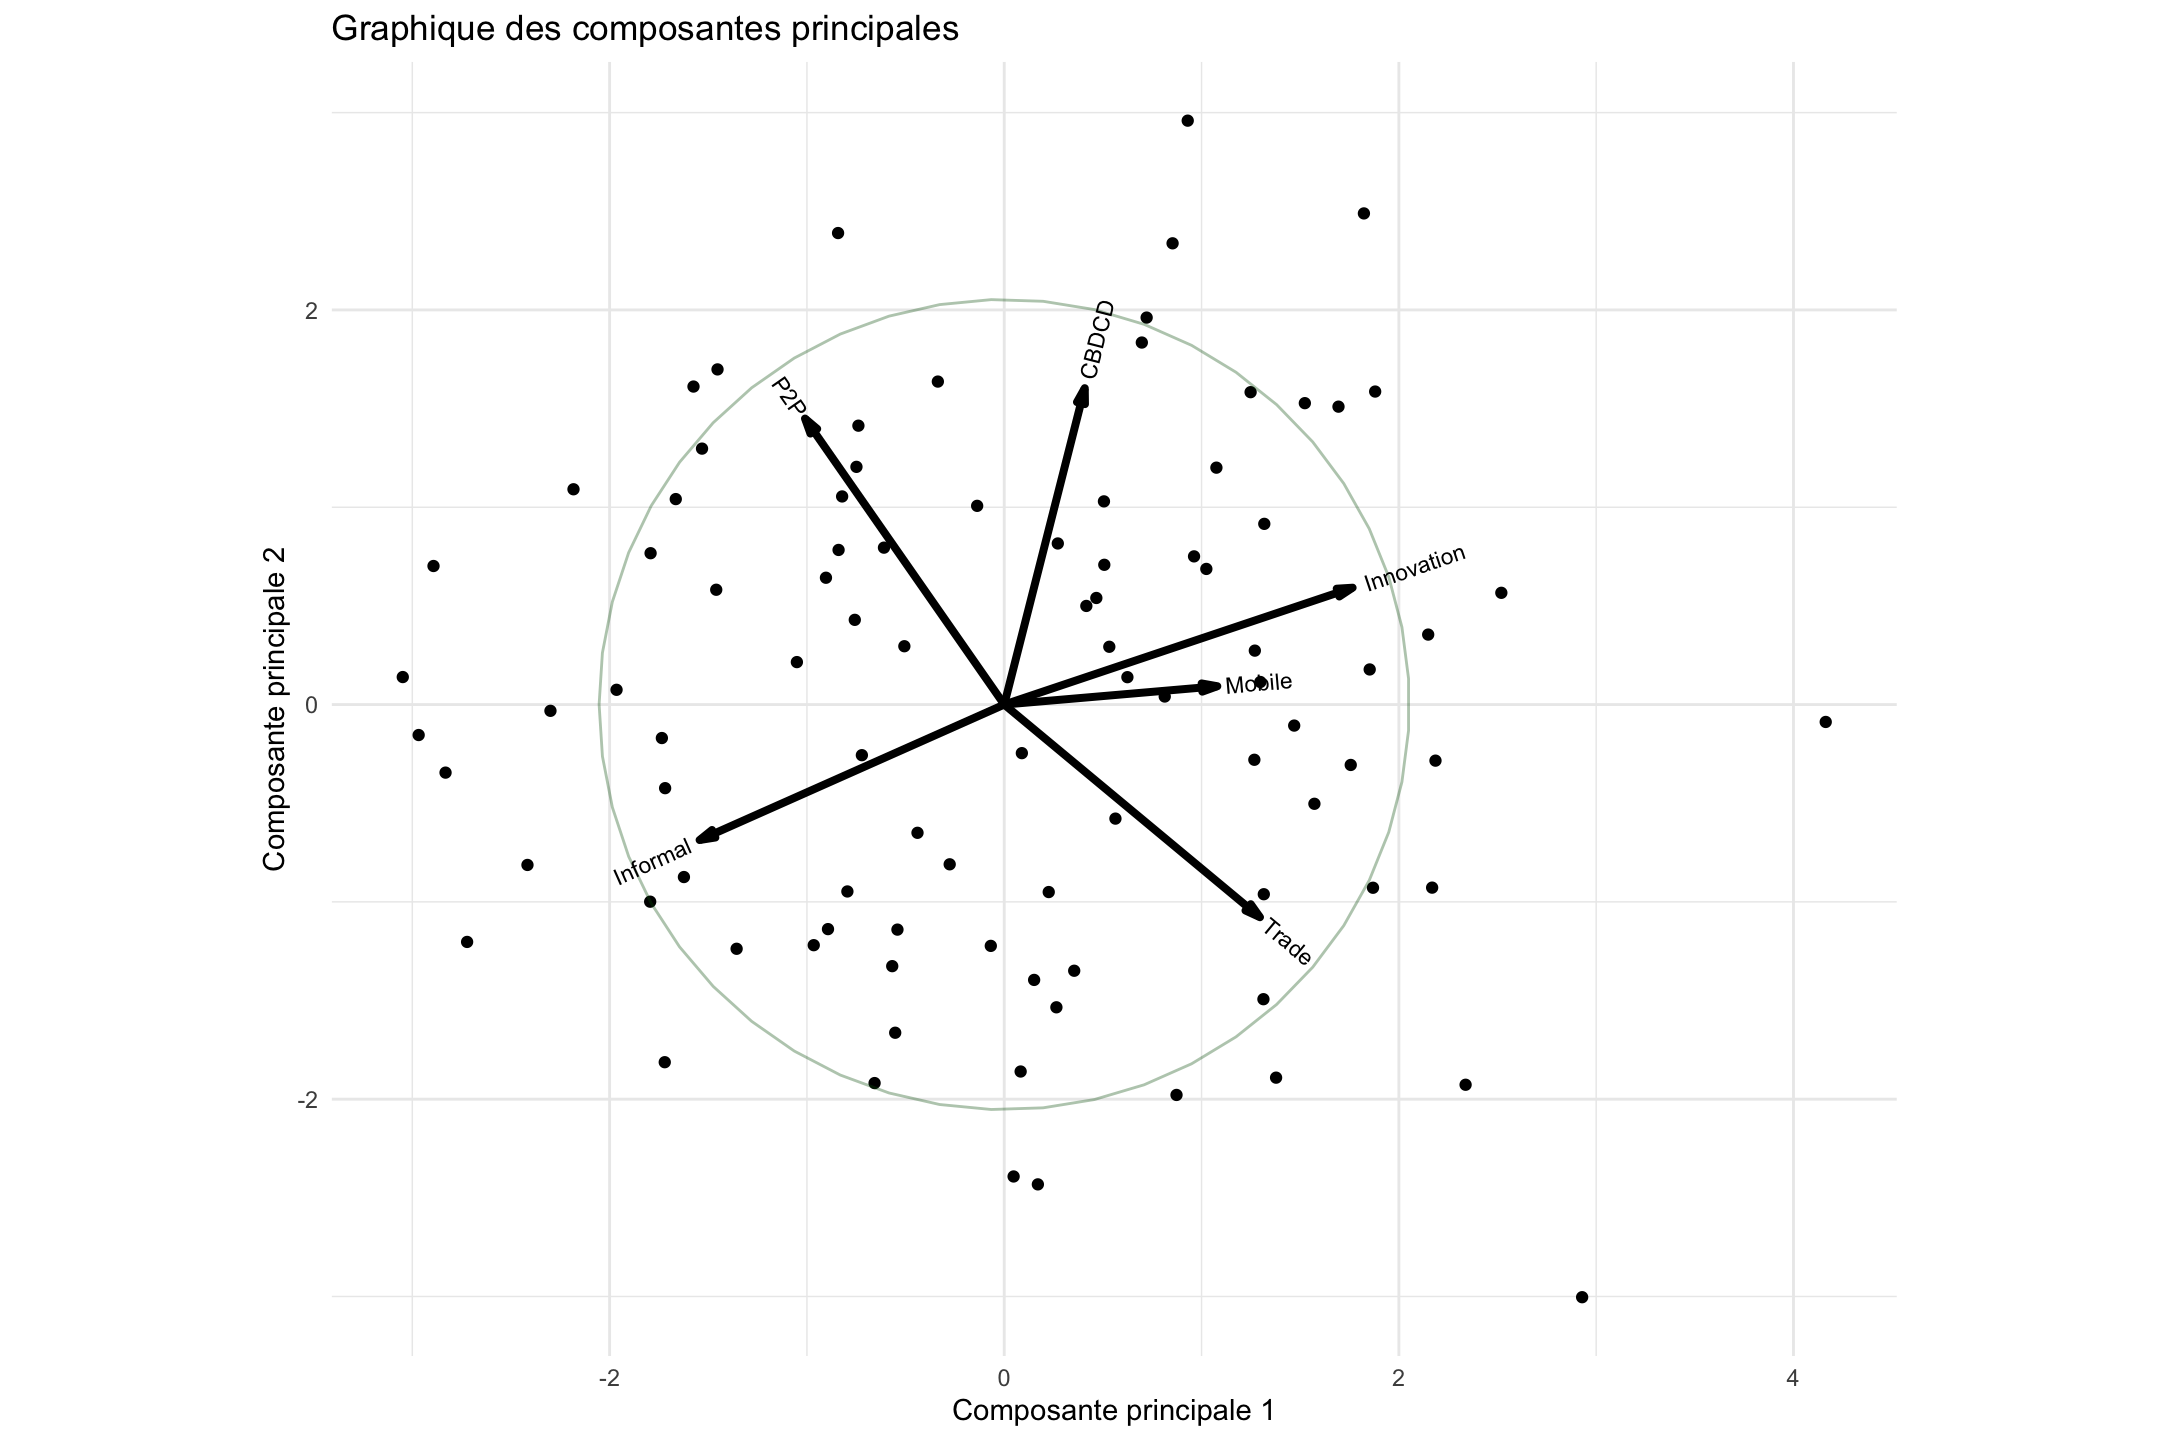 Graphique des composantes principales
Composante principale 2
2
0
-2
P2P
CBDCD
Innovation
Mobile
Informal
Trade
-2
0
2
4
Composante principale 1